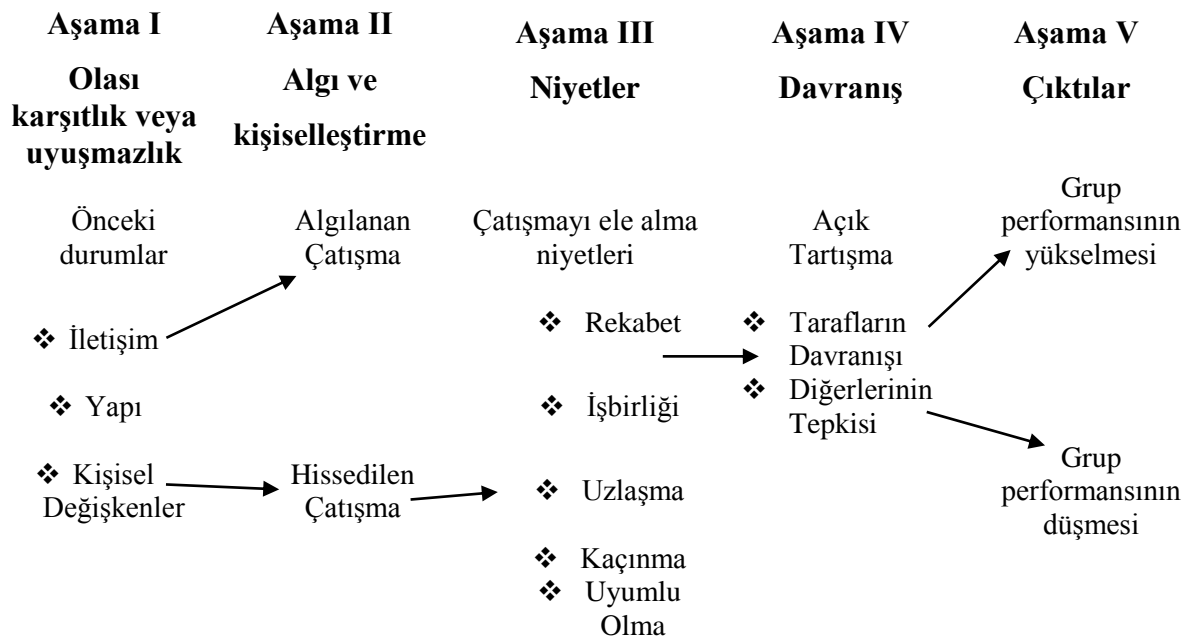 Aşama I
Olası
karşıtlık veya
uyuşmazlık
Önceki
durumlar
❖ İletişim
❖ Yapı
❖ Kişisel
Değişkenler
Aşama II
Algı ve
kişiselleştirme
Algılanan
Çatışma
Hissedilen
Çatışma
Aşama III
Niyetler
Çatışmayı ele alma
niyetleri
❖ Rekabet
❖ İşbirliği
❖ Uzlaşma
❖ Kaçınma
❖ Uyumlu
Olma
Aşama IV
Davranış
Açık
Tartışma
❖ Tarafların
Davranışı
❖ Diğerlerinin
Tepkisi
Aşama V
Çıktılar
Grup
performansının
yükselmesi
Grup
performansının
düşmesi